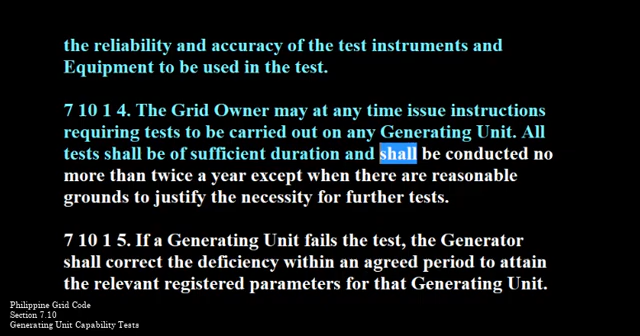 the reliability and accuracy of the test instruments and
Equipment to be used in the test.
7 10 1 4. The Grid Owner may at any time issue instructions
requiring tests to be carried out on any Generating Unit. All
tests shall be of sufficient duration and shall be conducted no
more than twice a year except when there are reasonable
grounds to justify the necessity for further tests.
7 10 1 5. If a Generating Unit fails the test, the Generator
shall correct the deficiency within an agreed period to attain
the relevant registered parameters for that Generating Unit.
Philippine Grid Code
Section 7.10
Generating Unit Capability Tests